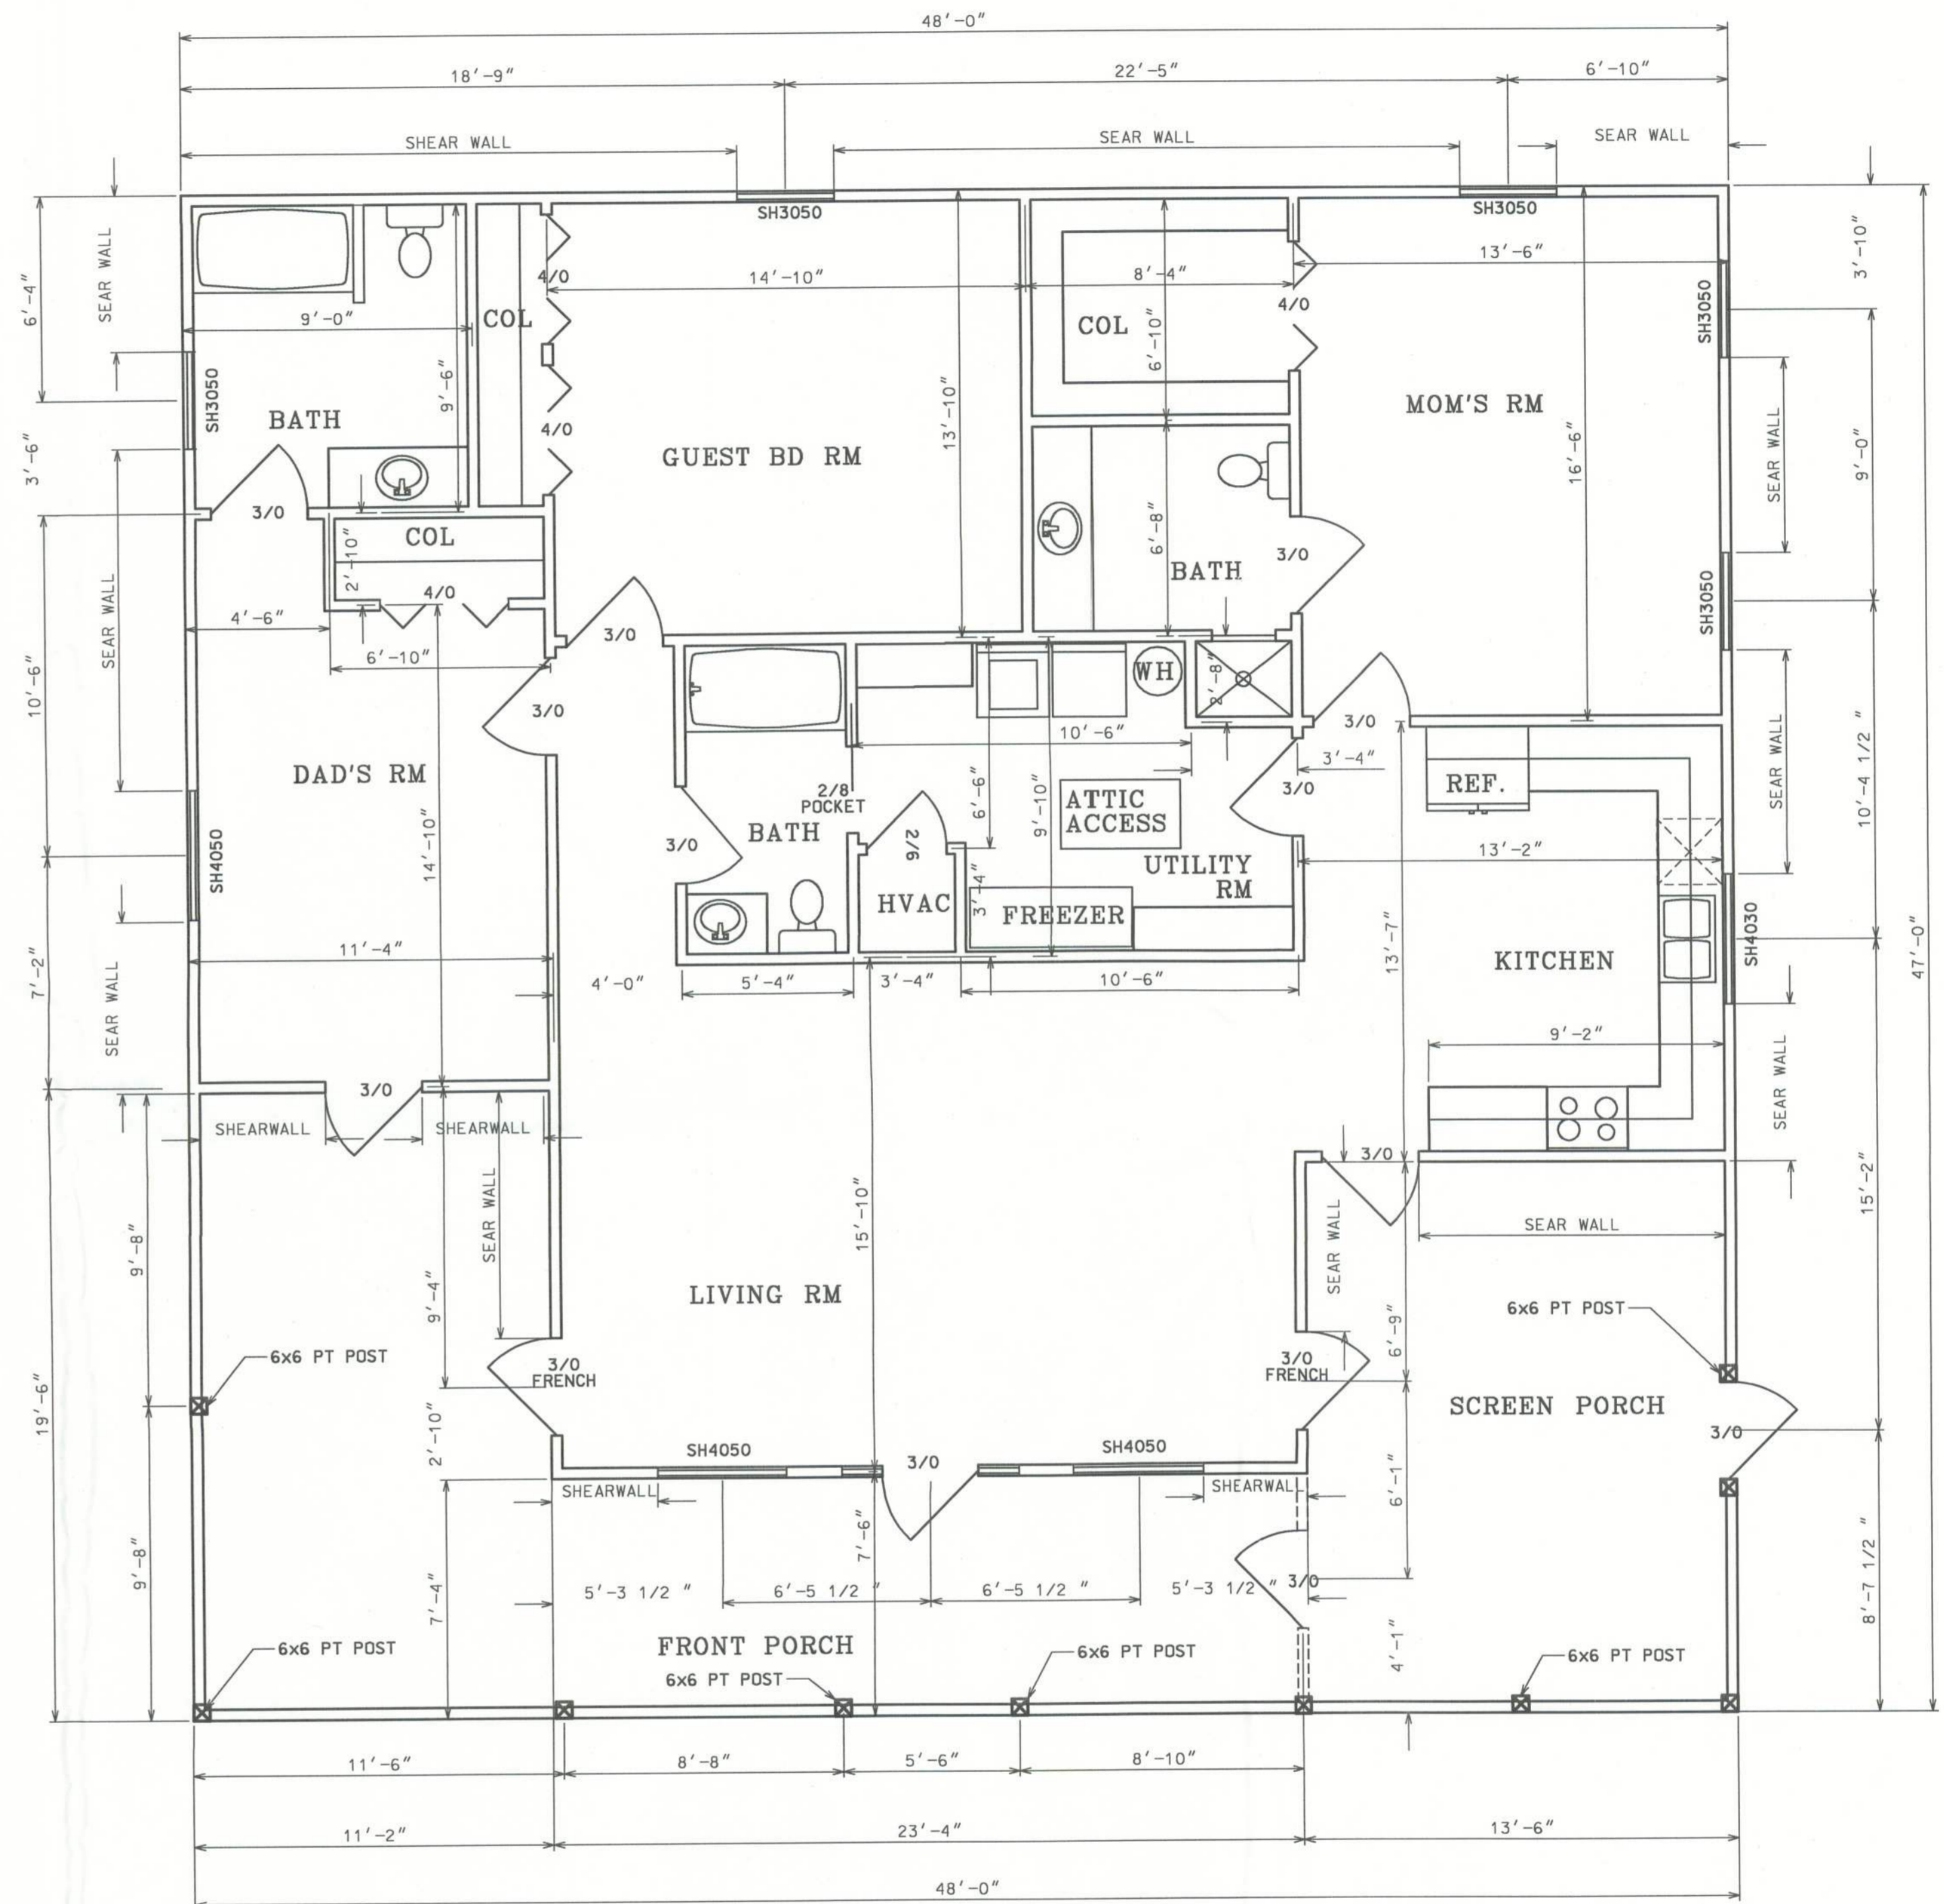 48'-0"
18'-9"
22'-5"
6'-10"
SHEAR WALL
SEAR WALL
SEAR WALL
SH3050
SH3050
6'-4"
SEAR WALL
3'-10"
14'-10"
8'-4"
13'-6"
4/0
4/0
9'-0"
COL
COL
6'-10"
SH3050
SH3050
9'-6"
BATH
4/0
GUEST BD RM
13'-10"
MOM'S RM
16'-6"
SEAR WALL
9'-0"
3'-6"
3/0
COL
2'-10"
4/0
6'-8"
BATH
3/0
SEAR WALL
4'-6"
6'-10"
3/0
SH3050
10'-6"
3/0
WH
2'-8"
3/0
10'-6"
3'-4"
SEAR WALL
10'-4 1/2 "
DAD'S RM
2/8
POCKET
6'-6"
9'-10"
ATTIC
ACCESS
3/0
REF.
SH4050
14'-10"
3/0
BATH
2/6
UTILITY
RM
13'-2"
HVAC
3'-4"
FREEZER
13'-7"
KITCHEN
SH4030
47'-0"
11'-4"
7'-2"
SEAR WALL
4'-0"
5'-4"
3'-4"
10'-6"
9'-2"
SEAR WALL
3/0
SHEARWALL
SHEARWALL
3/0
SEAR WALL
15'-10"
SEAR WALL
SEAR WALL
15'-2"
9'-8"
9'-4"
LIVING RM
6'-9"
6x6 PT POST
6x6 PT POST
3/0
FRENCH
3/0
FRENCH
19'-6"
2'-10"
SCREEN PORCH
3/0
SH4050
3/0
SH4050
SHEARWALL
SHEARWALL
6'-1"
7'-6"
9'-8"
7'-4"
5'-3 1/2 "
6'-5 1/2 "
6'-5 1/2 "
5'-3 1/2 "
3/0
8'-7 1/2 "
4'-1"
6x6 PT POST
FRONT PORCH
6x6 PT POST
6x6 PT POST
6x6 PT POST
11'-6"
8'-8"
5'-6"
8'-10"
11'-2"
23'-4"
13'-6"
48'-0"